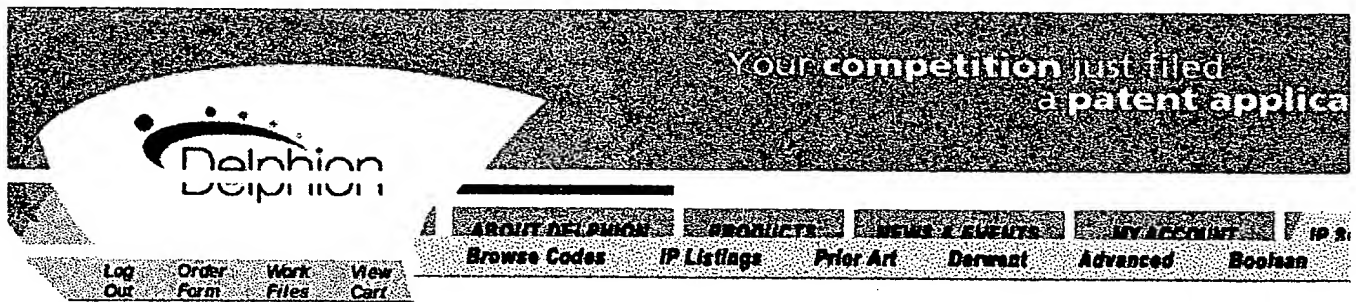 Your competition just filed
a patent applica
Delphion
ABOUT DELPHION PRODUCTS NEWS & EVENTS MY ACCOUNT
Browse Codes IP Listings Prior Art Derwent Advanced Boolean
Log Out
Order Form
Work Files
View Cart